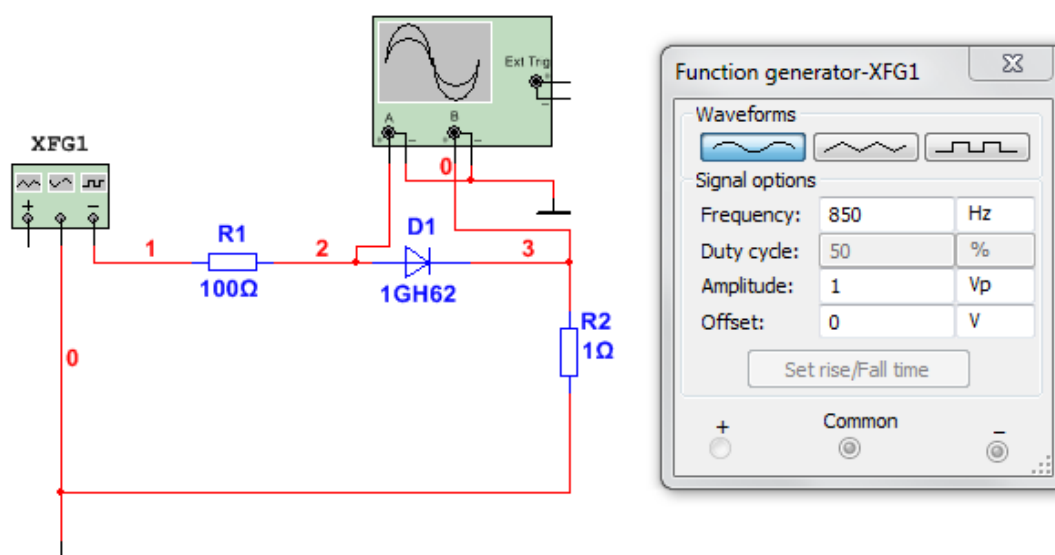 XFG1
+
−
1
R1
100Ω
2
D1
1GH62
3
0
A
B
Ext Trig
+
−
+
−
+
−
0
R2
1Ω
Function generator-XFG1
Waveforms
Signal options
Frequency: 850 Hz
Duty cycle: 50 %
Amplitude: 1 Vp
Offset: 0 V
Set rise/Fall time
+ Common −